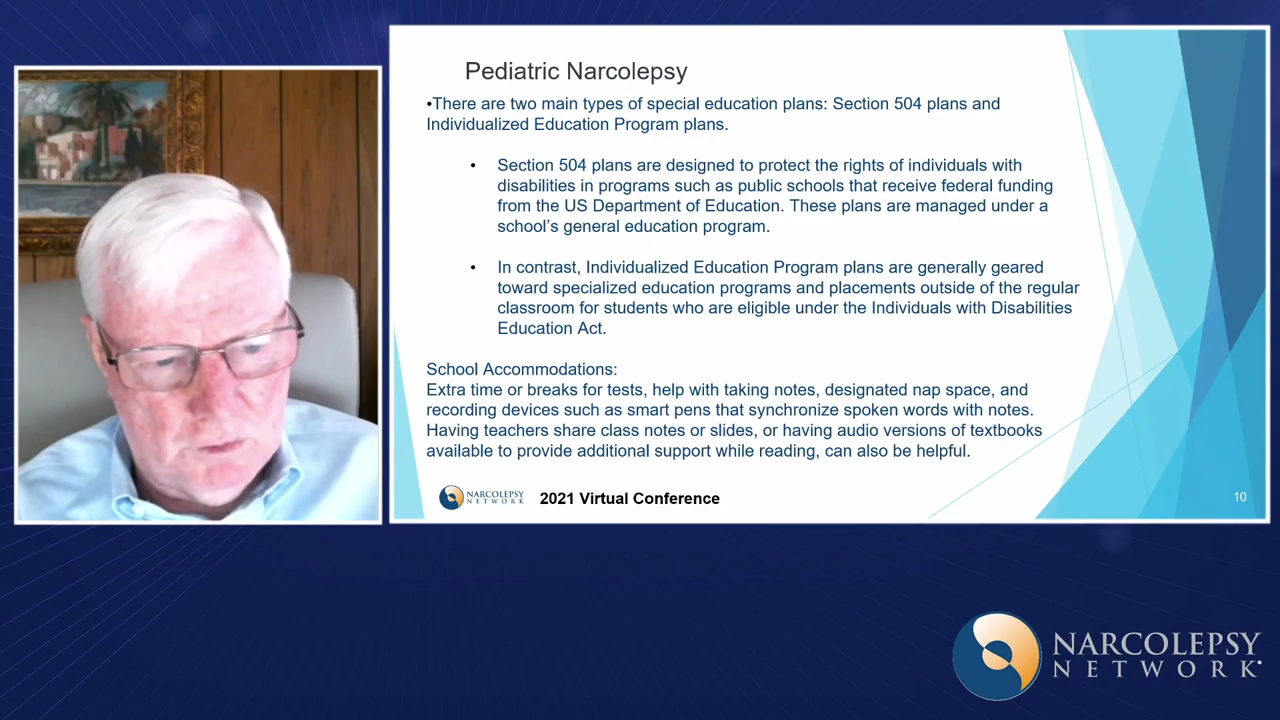 Pediatric Narcolepsy
•There are two main types of special education plans: Section 504 plans and
Individualized Education Program plans.
• Section 504 plans are designed to protect the rights of individuals with
disabilities in programs such as public schools that receive federal funding
from the US Department of Education. These plans are managed under a
school’s general education program.
• In contrast, Individualized Education Program plans are generally geared
toward specialized education programs and placements outside of the regular
classroom for students who are eligible under the Individuals with Disabilities
Education Act.
School Accommodations:
Extra time or breaks for tests, help with taking notes, designated nap space, and
recording devices such as smart pens that synchronize spoken words with notes.
Having teachers share class notes or slides, or having audio versions of textbooks
available to provide additional support while reading, can also be helpful.
NARCOLEPSY
NETWORK
2021 Virtual Conference
10
NARCOLEPSY
NETWORK